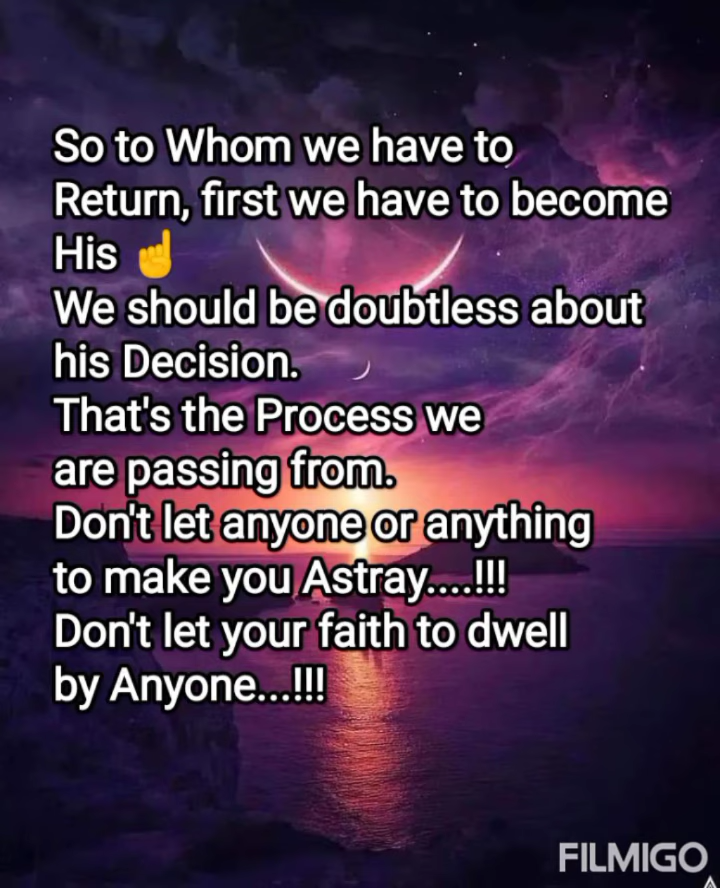 So to Whom we have to
Return, first we have to become
His ☝️
We should be doubtless about
his Decision.
That's the Process we
are passing from.
Don't let anyone or anything
to make you Astray....!!!
Don't let your faith to dwell
by Anyone...!!!
FILMIGO